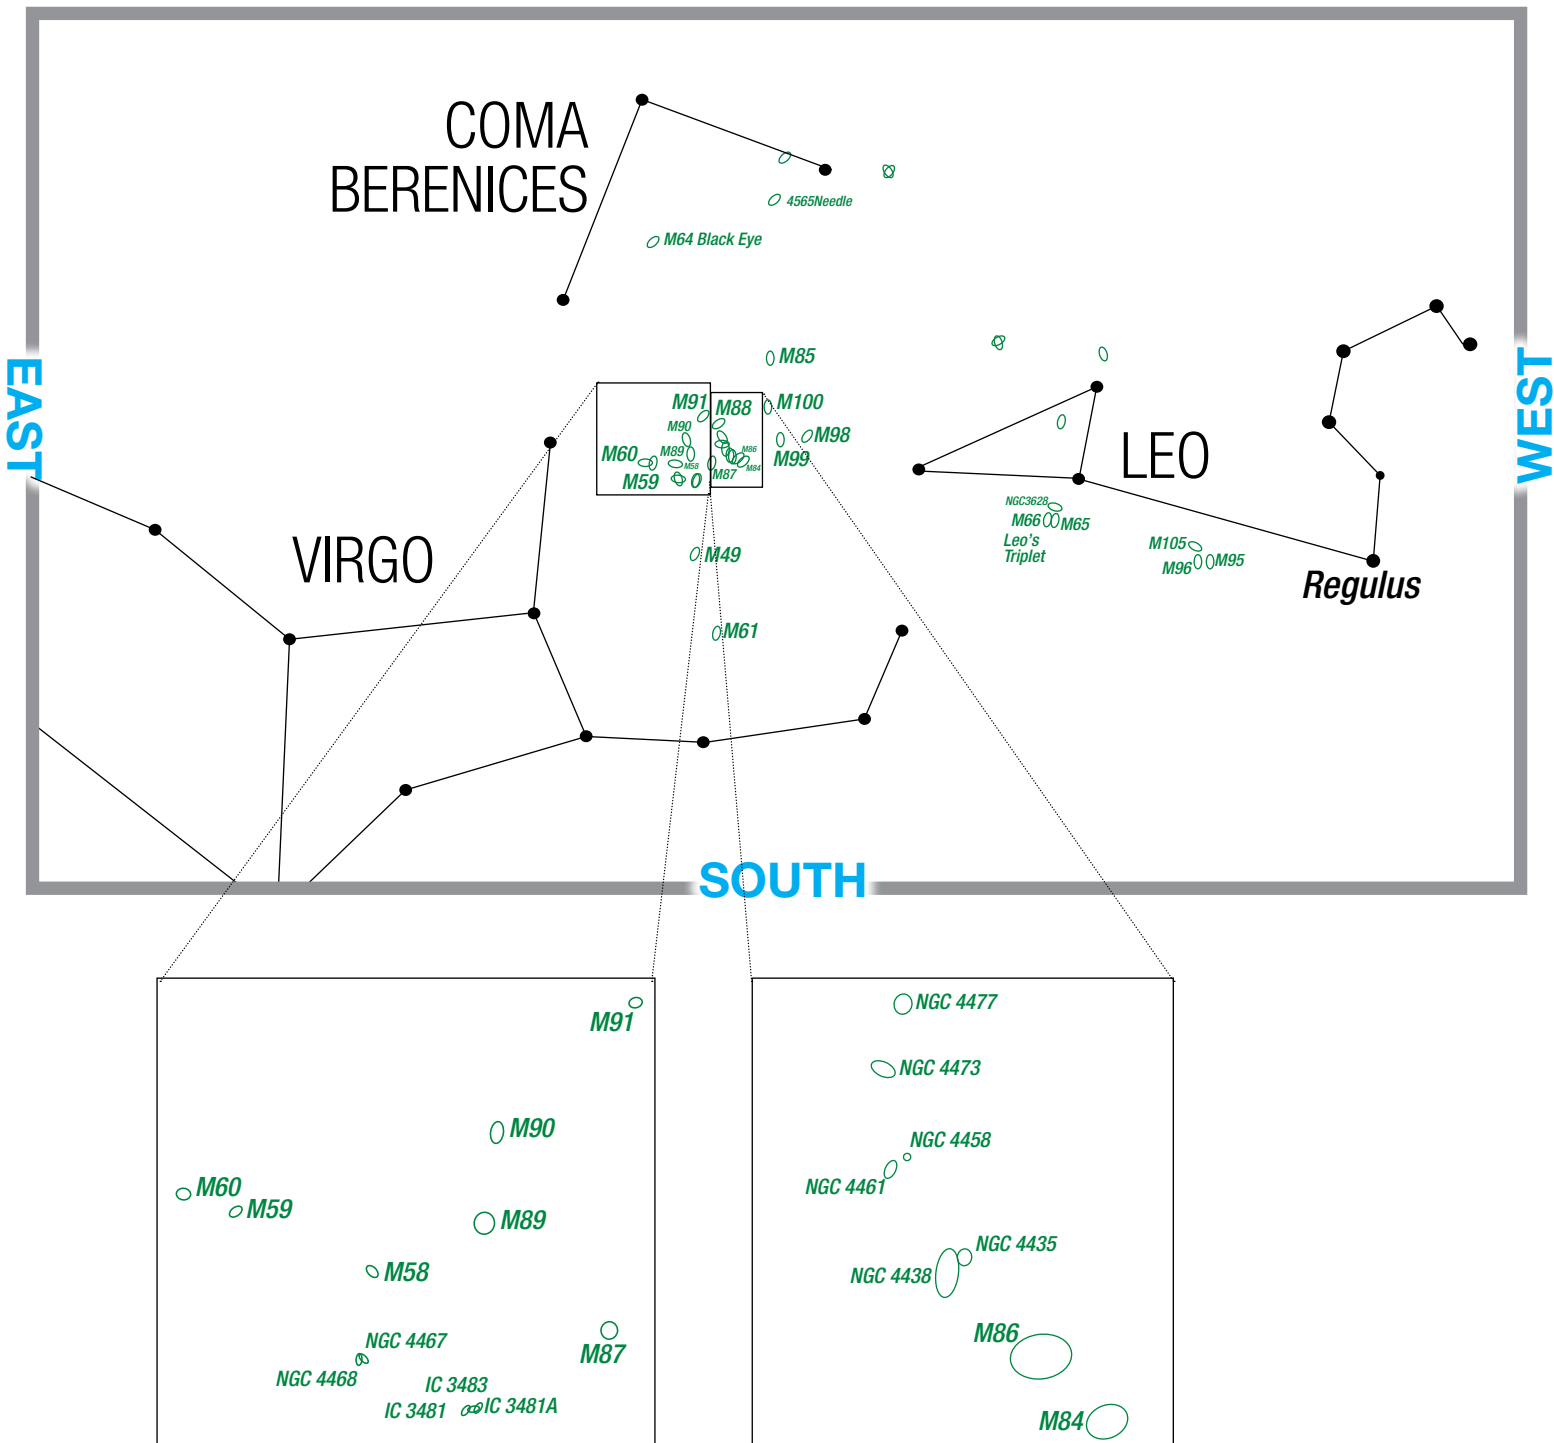 COMA
BERENICES
4565Needle
M64 Black Eye
EAST
WEST
M85
M91
M88
M100
M90
M98
M60
M89
M86
M99
M58
M84
M59
M87
LEO
NGC3628
M66
M65
Leo's
Triplet
M105
M96
M95
Regulus
VIRGO
M49
M61
SOUTH
M91
M90
M60
M59
M89
M58
M87
NGC 4467
NGC 4468
IC 3483
IC 3481
IC 3481A
NGC 4477
NGC 4473
NGC 4458
NGC 4461
NGC 4435
NGC 4438
M86
M84